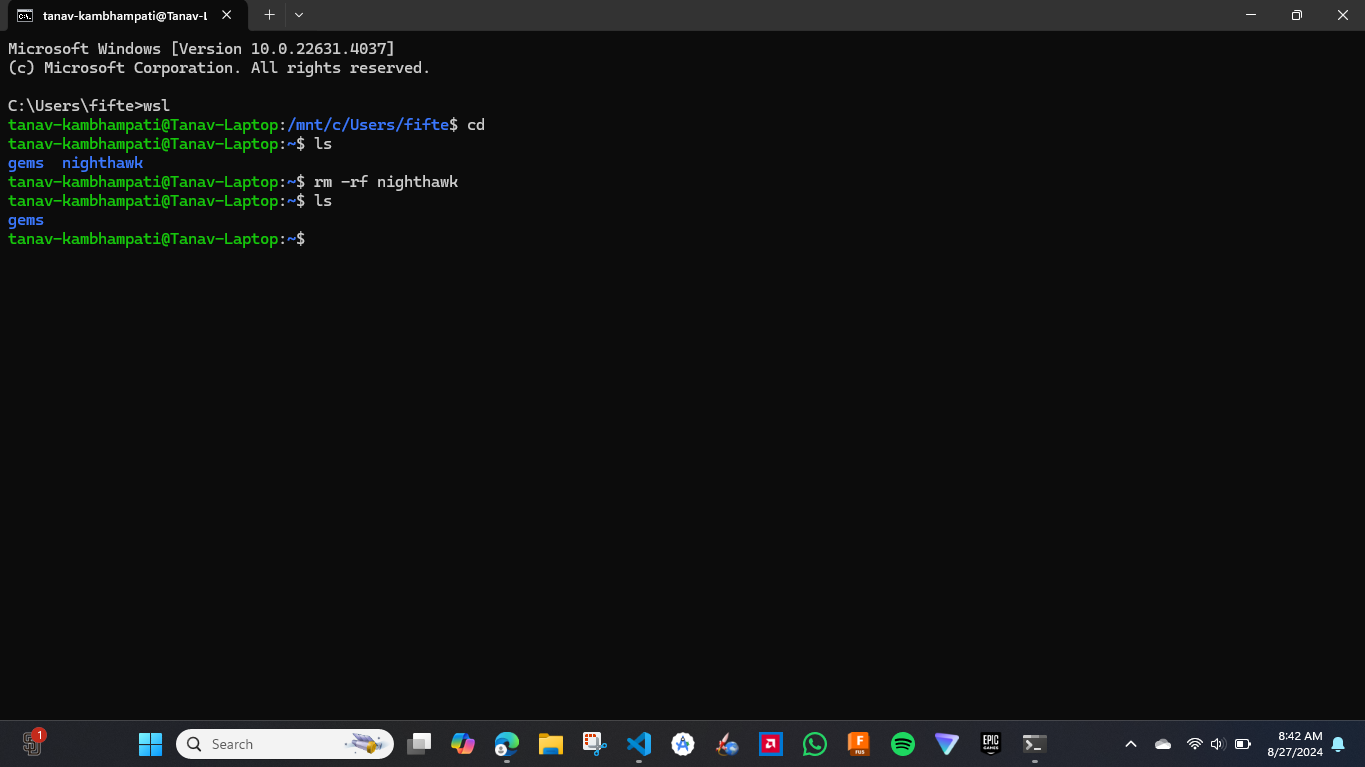 tanav-kambhampati@Tanav-L
Microsoft Windows [Version 10.0.22631.4037]
(c) Microsoft Corporation. All rights reserved.
C:\Users\fifte>wsl
tanav-kambhampati@Tanav-Laptop:/mnt/c/Users/fifte$ cd
tanav-kambhampati@Tanav-Laptop:~$ ls
gems  nighthawk
tanav-kambhampati@Tanav-Laptop:~$ rm -rf nighthawk
tanav-kambhampati@Tanav-Laptop:~$ ls
gems
tanav-kambhampati@Tanav-Laptop:~$
1
Search
F
FUS
EPIC
GAMES
8:42 AM
8/27/2024